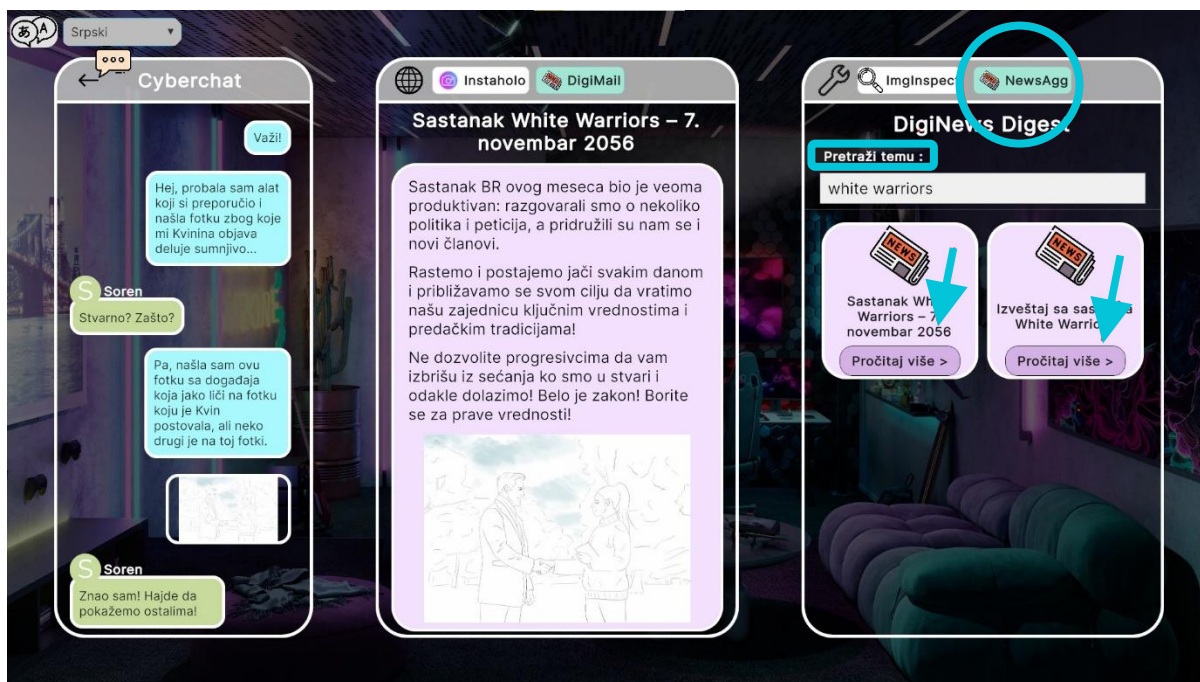 あ A
Srpski
Cyberchat
Važi!
Hej, probala sam alat
koji si preporučio i
našla fotku zbog koje
mi Kvinina objava
deluje sumnjivo...
S Soren
Stvarno? Zašto?
Pa, našla sam ovu
fotku sa događaja
koja jako liči na fotku
koju je Kvin
postovala, ali neko
drugi je na toj fotki.
S Soren
Znao sam! Hajde da
pokažemo ostalima!
Instaholo DigiMail
Sastanak White Warriors – 7.
novembar 2056
Sastanak BR ovog meseca bio je veoma
produktivan: razgovarali smo o nekoliko
politika i peticija, a pridružili su nam se i
novi članovi.
Rastemo i postajemo jači svakim danom
i približavamo se svom cilju da vratimo
našu zajednicu ključnim vrednostima i
predačkim tradicijama!
Ne dozvolite progresivcima da vam
izbrišu iz sećanja ko smo u stvari i
odakle dolazimo! Belo je zakon! Borite
se za prave vrednosti!
ImgInspect NewsAgg
DigiNews Digest
Pretraži temu :
white warriors
NEWS
Sastanak
Warriors –
novembar 2056
Pročitaj više >
NEWS
Izveštaj sa
White
Pročitaj više >